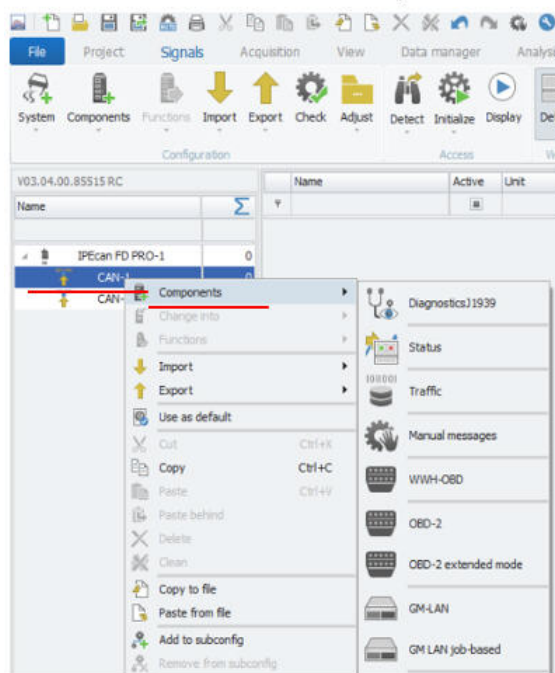 File Project Signals Acquisition View Data manager Analysi
System Components Functions Import Export Check Adjust Detect Initialize Display De
Configuration Access
V03.04.00.85515 RC
Name Active Unit
Name
IPEcan FD PRO-1 0
CAN-1 0
CAN-
Components
Change into
Functions
Import
Export
Use as default
Cut Ctrl+X
Copy Ctrl+C
Paste Ctrl+V
Paste behind
Delete
Clean
Copy to file
Paste from file
Add to subconfig
Remove from subconfig
DiagnosticsJ1939
Status
Traffic
Manual messages
WWH-OBD
OBD-2
OBD-2 extended mode
GM-LAN
GM LAN job-based